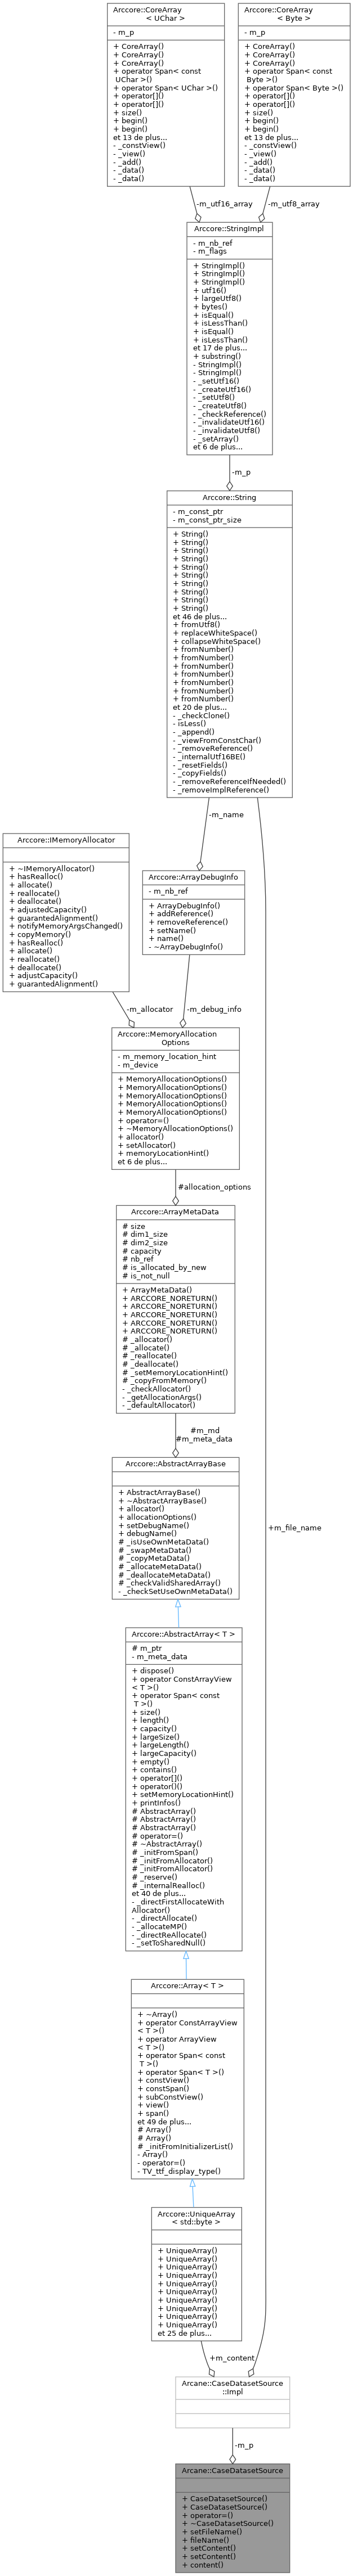 Arccore::CoreArray
< UChar >
- m_p
+ CoreArray()
+ CoreArray()
+ CoreArray()
+ operator Span< const
UChar >()
+ operator Span< UChar >()
+ operator[]()
+ operator[]()
+ size()
+ begin()
+ begin()
et 13 de plus...
- _constView()
- _view()
- _add()
- _data()
- _data()
Arccore::CoreArray
< Byte >
- m_p
+ CoreArray()
+ CoreArray()
+ CoreArray()
+ operator Span< const
Byte >()
+ operator Span< Byte >()
+ operator[]()
+ operator[]()
+ size()
+ begin()
+ begin()
et 13 de plus...
- _constView()
- _view()
- _add()
- _data()
- _data()
-m_utf16_array
-m_utf8_array
Arccore::StringImpl
- m_nb_ref
- m_flags
+ StringImpl()
+ StringImpl()
+ StringImpl()
+ utf16()
+ largeUtf8()
+ bytes()
+ isEqual()
+ isLessThan()
+ isEqual()
+ isLessThan()
et 17 de plus...
+ substring()
- StringImpl()
- StringImpl()
- _setUtf16()
- _createUtf16()
- _setUtf8()
- _createUtf8()
- _checkReference()
- _invalidateUtf16()
- _invalidateUtf8()
- _setArray()
et 6 de plus...
-m_p
Arccore::String
- m_const_ptr
- m_const_ptr_size
+ String()
+ String()
+ String()
+ String()
+ String()
+ String()
+ String()
+ String()
+ String()
+ String()
et 46 de plus...
+ fromUtf8()
+ replaceWhiteSpace()
+ collapseWhiteSpace()
+ fromNumber()
+ fromNumber()
+ fromNumber()
+ fromNumber()
+ fromNumber()
+ fromNumber()
+ fromNumber()
et 20 de plus...
- _checkClone()
- isLess()
- _append()
- _viewFromConstChar()
- _removeReference()
- _internalUtf16BE()
- _resetFields()
- _copyFields()
- _removeReferenceIfNeeded()
- _removeImplReference()
-m_name
Arccore::IMemoryAllocator
+ ~IMemoryAllocator()
+ hasRealloc()
+ allocate()
+ reallocate()
+ deallocate()
+ adjustedCapacity()
+ guarantedAlignment()
+ notifyMemoryArgsChanged()
+ copyMemory()
+ hasRealloc()
+ allocate()
+ reallocate()
+ deallocate()
+ adjustCapacity()
+ guarantedAlignment()
Arccore::ArrayDebugInfo
- m_nb_ref
+ ArrayDebugInfo()
+ addReference()
+ removeReference()
+ setName()
+ name()
- ~ArrayDebugInfo()
-m_allocator
-m_debug_info
Arccore::MemoryAllocation
Options
- m_memory_location_hint
- m_device
+ MemoryAllocationOptions()
+ MemoryAllocationOptions()
+ MemoryAllocationOptions()
+ MemoryAllocationOptions()
+ MemoryAllocationOptions()
+ operator=()
+ ~MemoryAllocationOptions()
+ allocator()
+ setAllocator()
+ memoryLocationHint()
et 6 de plus...
#allocation_options
Arccore::ArrayMetaData
# size
# dim1_size
# dim2_size
# capacity
# nb_ref
# is_allocated_by_new
# is_not_null
+ ArrayMetaData()
+ ARCCORE_NORETURN()
+ ARCCORE_NORETURN()
+ ARCCORE_NORETURN()
+ ARCCORE_NORETURN()
+ ARCCORE_NORETURN()
# _allocator()
# _allocate()
# _reallocate()
# _deallocate()
# _setMemoryLocationHint()
# _copyFromMemory()
- _checkAllocator()
- _getAllocationArgs()
- _defaultAllocator()
#m_md
#m_meta_data
Arccore::AbstractArrayBase
+ AbstractArrayBase()
+ ~AbstractArrayBase()
+ allocator()
+ allocationOptions()
+ setDebugName()
+ debugName()
# _isUseOwnMetaData()
# _swapMetaData()
# _copyMetaData()
# _allocateMetaData()
# _deallocateMetaData()
# _checkValidSharedArray()
- _checkSetUseOwnMetaData()
+m_file_name
Arccore::AbstractArray< T >
# m_ptr
- m_meta_data
+ dispose()
+ operator ConstArrayView
< T >()
+ operator Span< const
T >()
+ size()
+ length()
+ capacity()
+ largeSize()
+ largeLength()
+ largeCapacity()
+ empty()
+ contains()
+ operator[]()
+ operator()()
+ setMemoryLocationHint()
+ printInfos()
# AbstractArray()
# AbstractArray()
# AbstractArray()
# operator=()
# ~AbstractArray()
# _initFromSpan()
# _initFromAllocator()
# _initFromAllocator()
# _reserve()
# _internalRealloc()
et 40 de plus...
- _directFirstAllocateWith
Allocator()
- _directAllocate()
- _allocateMP()
- _directReAllocate()
- _setToSharedNull()
Arccore::Array< T >
+ ~Array()
+ operator ConstArrayView
< T >()
+ operator ArrayView
< T >()
+ operator Span< const
T >()
+ operator Span< T >()
+ constView()
+ constSpan()
+ subConstView()
+ view()
+ span()
et 49 de plus...
# Array()
# Array()
# _initFromInitializerList()
- Array()
- operator=()
- TV_ttf_display_type()
Arccore::UniqueArray
< std::byte >
+ UniqueArray()
+ UniqueArray()
+ UniqueArray()
+ UniqueArray()
+ UniqueArray()
+ UniqueArray()
+ UniqueArray()
+ UniqueArray()
+ UniqueArray()
+ UniqueArray()
et 25 de plus...
+m_content
Arcane::CaseDatasetSource
::Impl
-m_p
Arcane::CaseDatasetSource
+ CaseDatasetSource()
+ CaseDatasetSource()
+ operator=()
+ ~CaseDatasetSource()
+ setFileName()
+ fileName()
+ setContent()
+ setContent()
+ content()